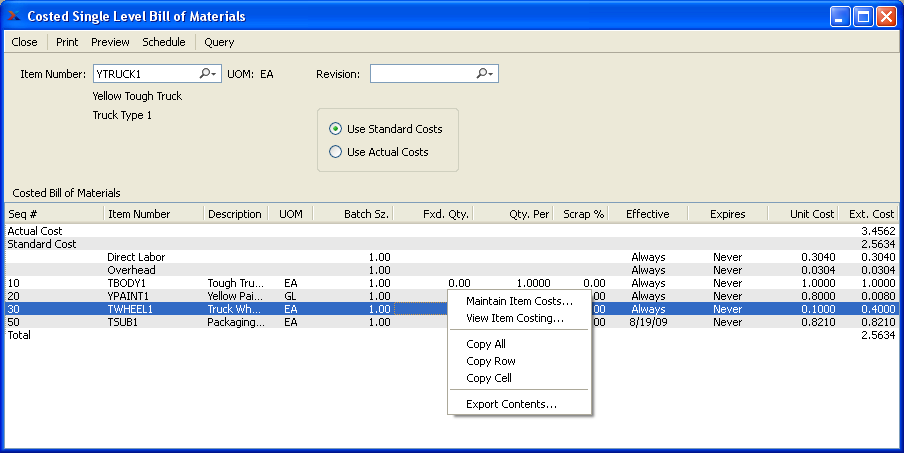 Costed Single Level Bill of Materials
Close Print Preview Schedule Query
Item Number: YTRUCK1 UOM: EA Revision:
Yellow Tough Truck
Truck Type 1
Use Standard Costs
Use Actual Costs
Costed Bill of Materials
Seq # Item Number Description UOM Batch Sz. Fxd. Qty. Qty. Per Scrap % Effective Expires Unit Cost Ext. Cost
Actual Cost 3.4562
Standard Cost 2.5634
Direct Labor 1.00 Always Never 0.3040 0.3040
Overhead 1.00 Always Never 0.0304 0.0304
10 TBODY1 Tough Tru... EA 1.00 0.00 1.0000 0.00 Always Never 1.0000 1.0000
20 YPAINT1 Yellow Pai... GL 1.00 00 Always Never 0.8000 0.0080
30 TWHEEL1 Truck Wh... EA 1.00 00 Always Never 0.1000 0.4000
50 TSUB1 Packaging... EA 1.00 00 8/19/09 Never 0.8210 0.8210
Total 2.5634
Maintain Item Costs...
View Item Costing...
Copy All
Copy Row
Copy Cell
Export Contents...